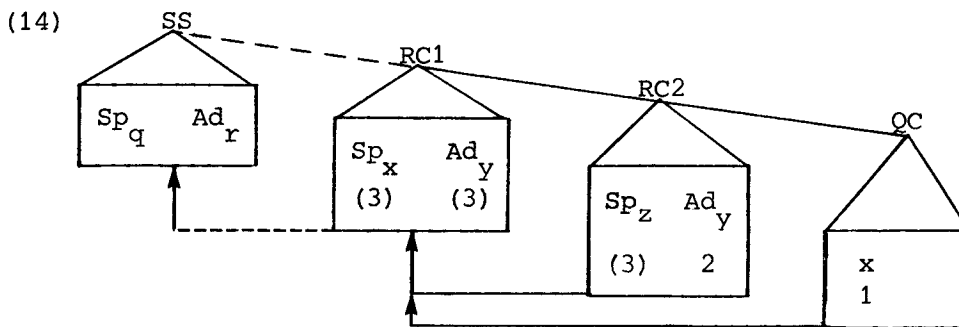 (14)
SS
RC1
RC2
QC
Sp_q Ad_r
Sp_x Ad_y
(3) (3)
Sp_z Ad_y
(3) 2
x
1